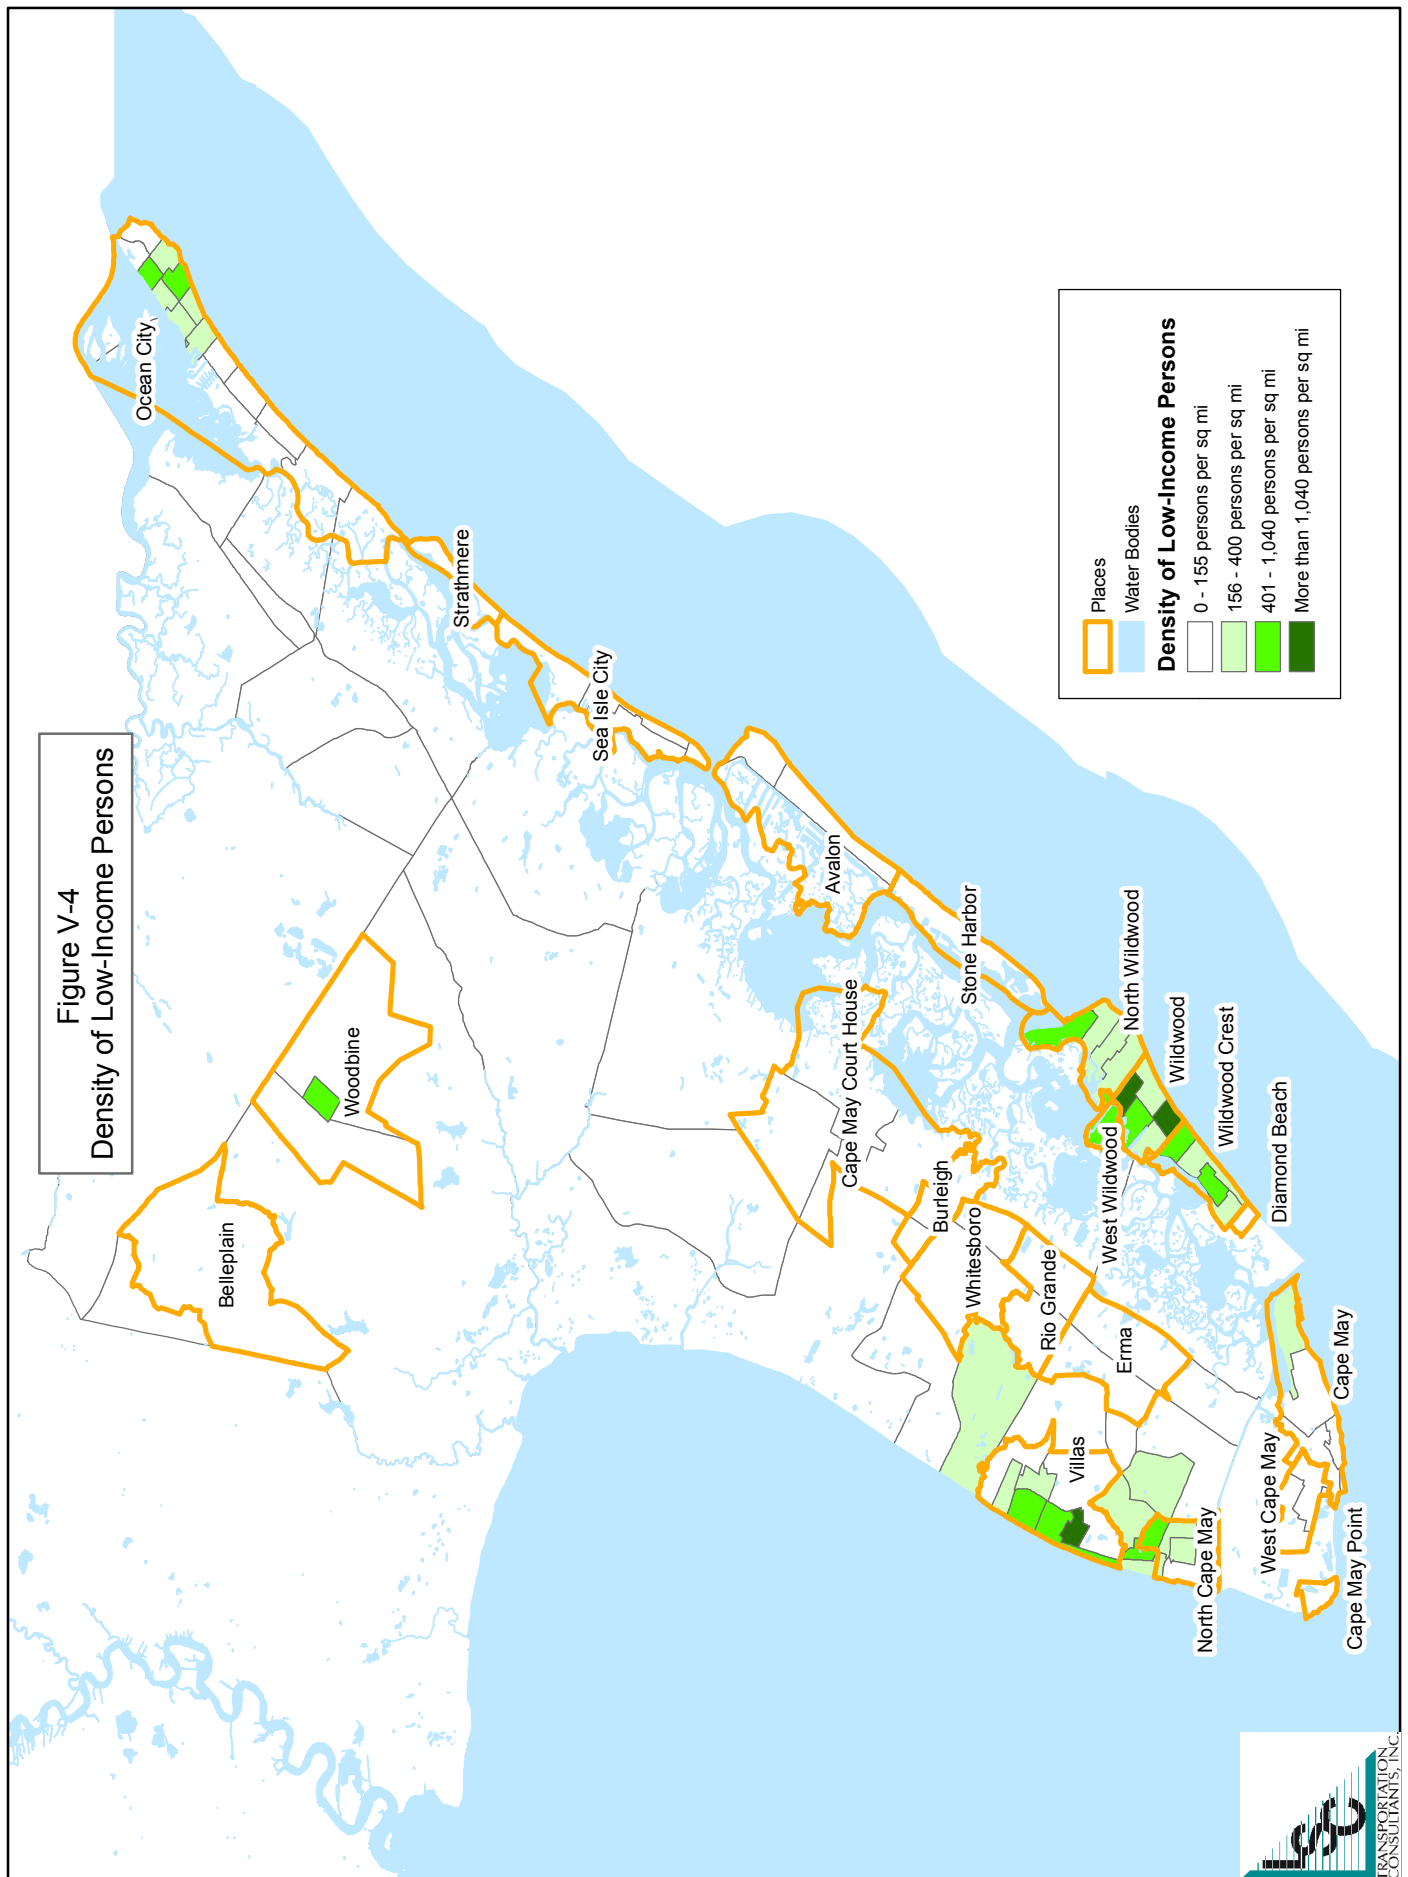 Figure V-4
Density of Low-Income Persons
Ocean City
Strathmere
Sea Isle City
Avalon
Stone Harbor
North Wildwood
Wildwood
Wildwood Crest
Diamond Beach
West Wildwood
Woodbine
Belleplain
Cape May Court House
Burleigh
Whitesboro
Rio Grande
Erma
Villas
North Cape May
West Cape May
Cape May
Cape May Point
Places
Water Bodies
Density of Low-Income Persons
0 - 155 persons per sq mi
156 - 400 persons per sq mi
401 - 1,040 persons per sq mi
More than 1,040 persons per sq mi
LSC
TRANSPORTATION
CONSULTANTS, INC.